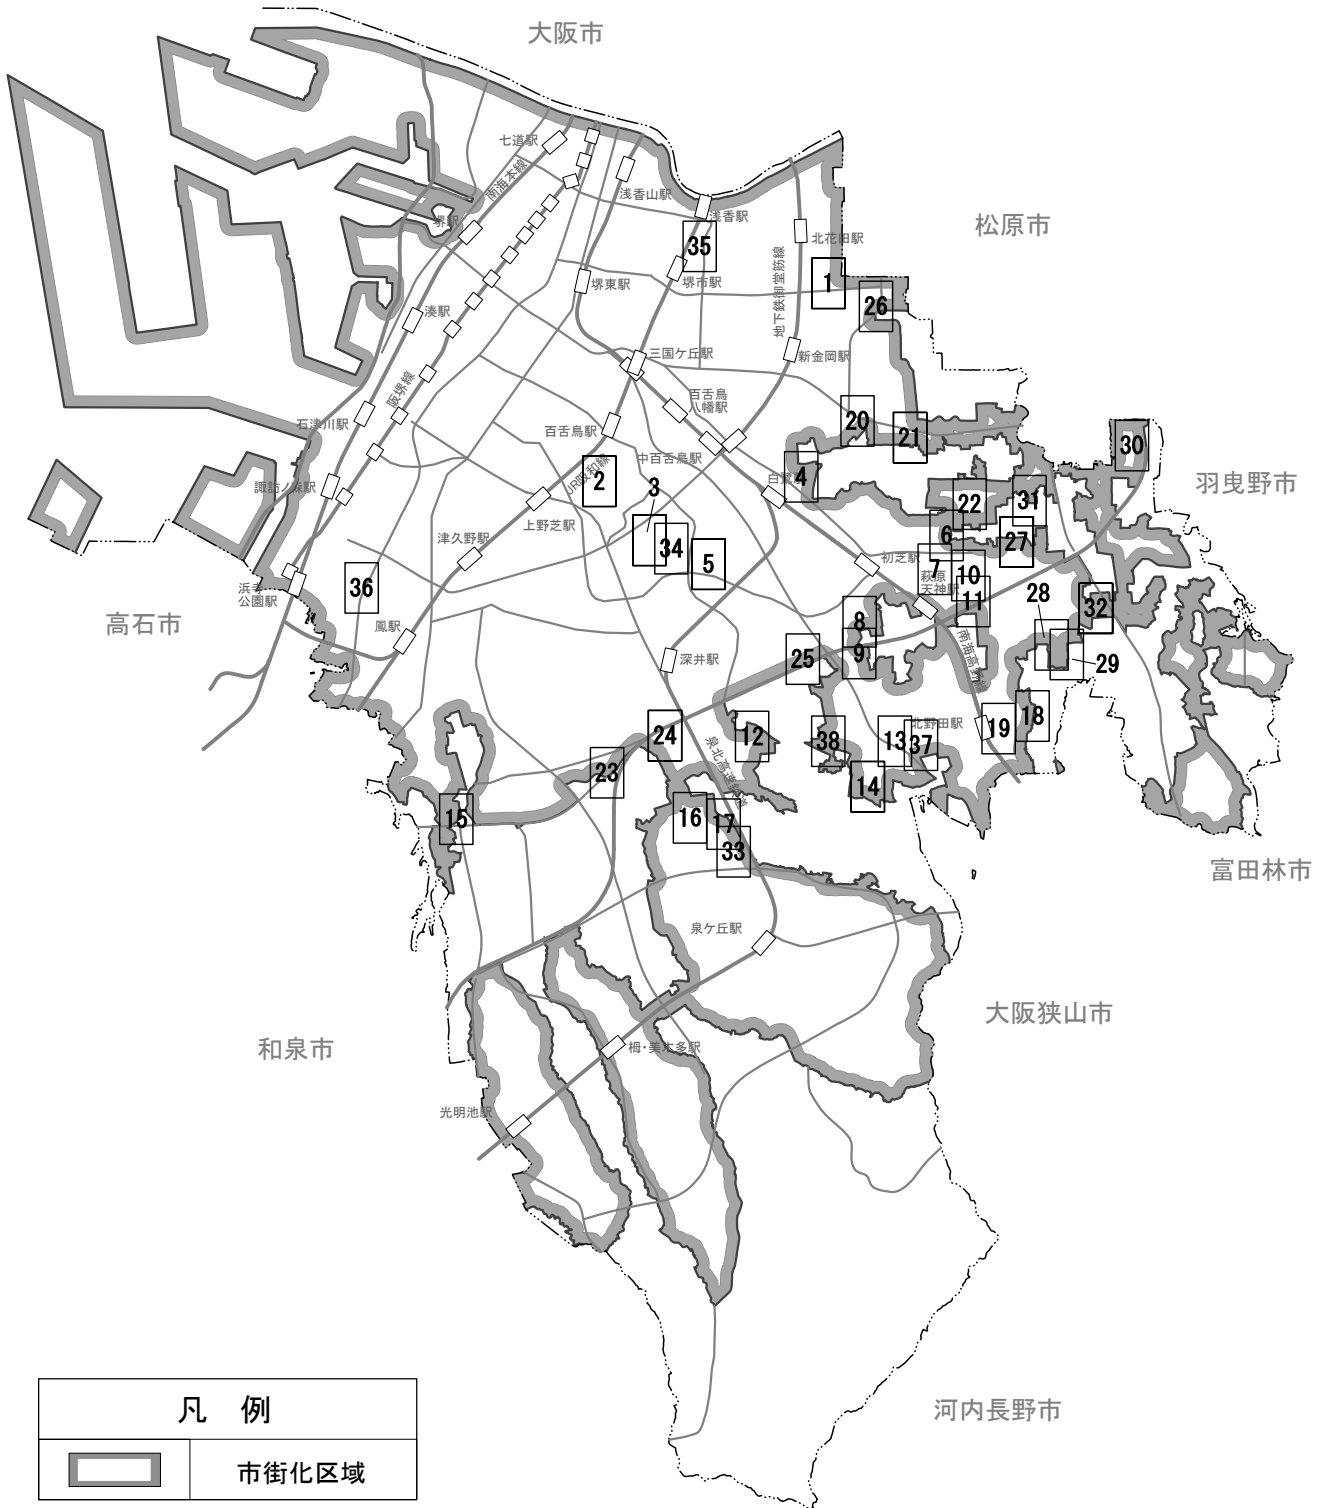 大阪市
七道駅
南海本線
浅香山駅
浅香駅
堺駅
35
松原市
北花田駅
堺東駅
堺市駅
地下鉄御堂筋線
1
26
湊駅
三国ケ丘駅
新金岡駅
阪堺線
百舌鳥
八幡駅
石津川駅
百舌鳥駅
20
21
30
中百舌鳥駅
JR阪和線
2
4
白鷺駅
羽曳野市
諏訪ノ森駅
3
22
31
上野芝駅
津久野駅
34
6
27
5
初芝駅
7
10
萩原
天神駅
浜寺
公園駅
36
11
28
32
高石市
鳳駅
8
9
25
深井駅
南海高野線
29
24
12
38
13
37
北野田駅
19
18
泉北高速鉄道
23
14
15
16
17
33
富田林市
泉ケ丘駅
大阪狭山市
和泉市
栂・美木多駅
光明池駅
河内長野市
凡 例
市街化区域